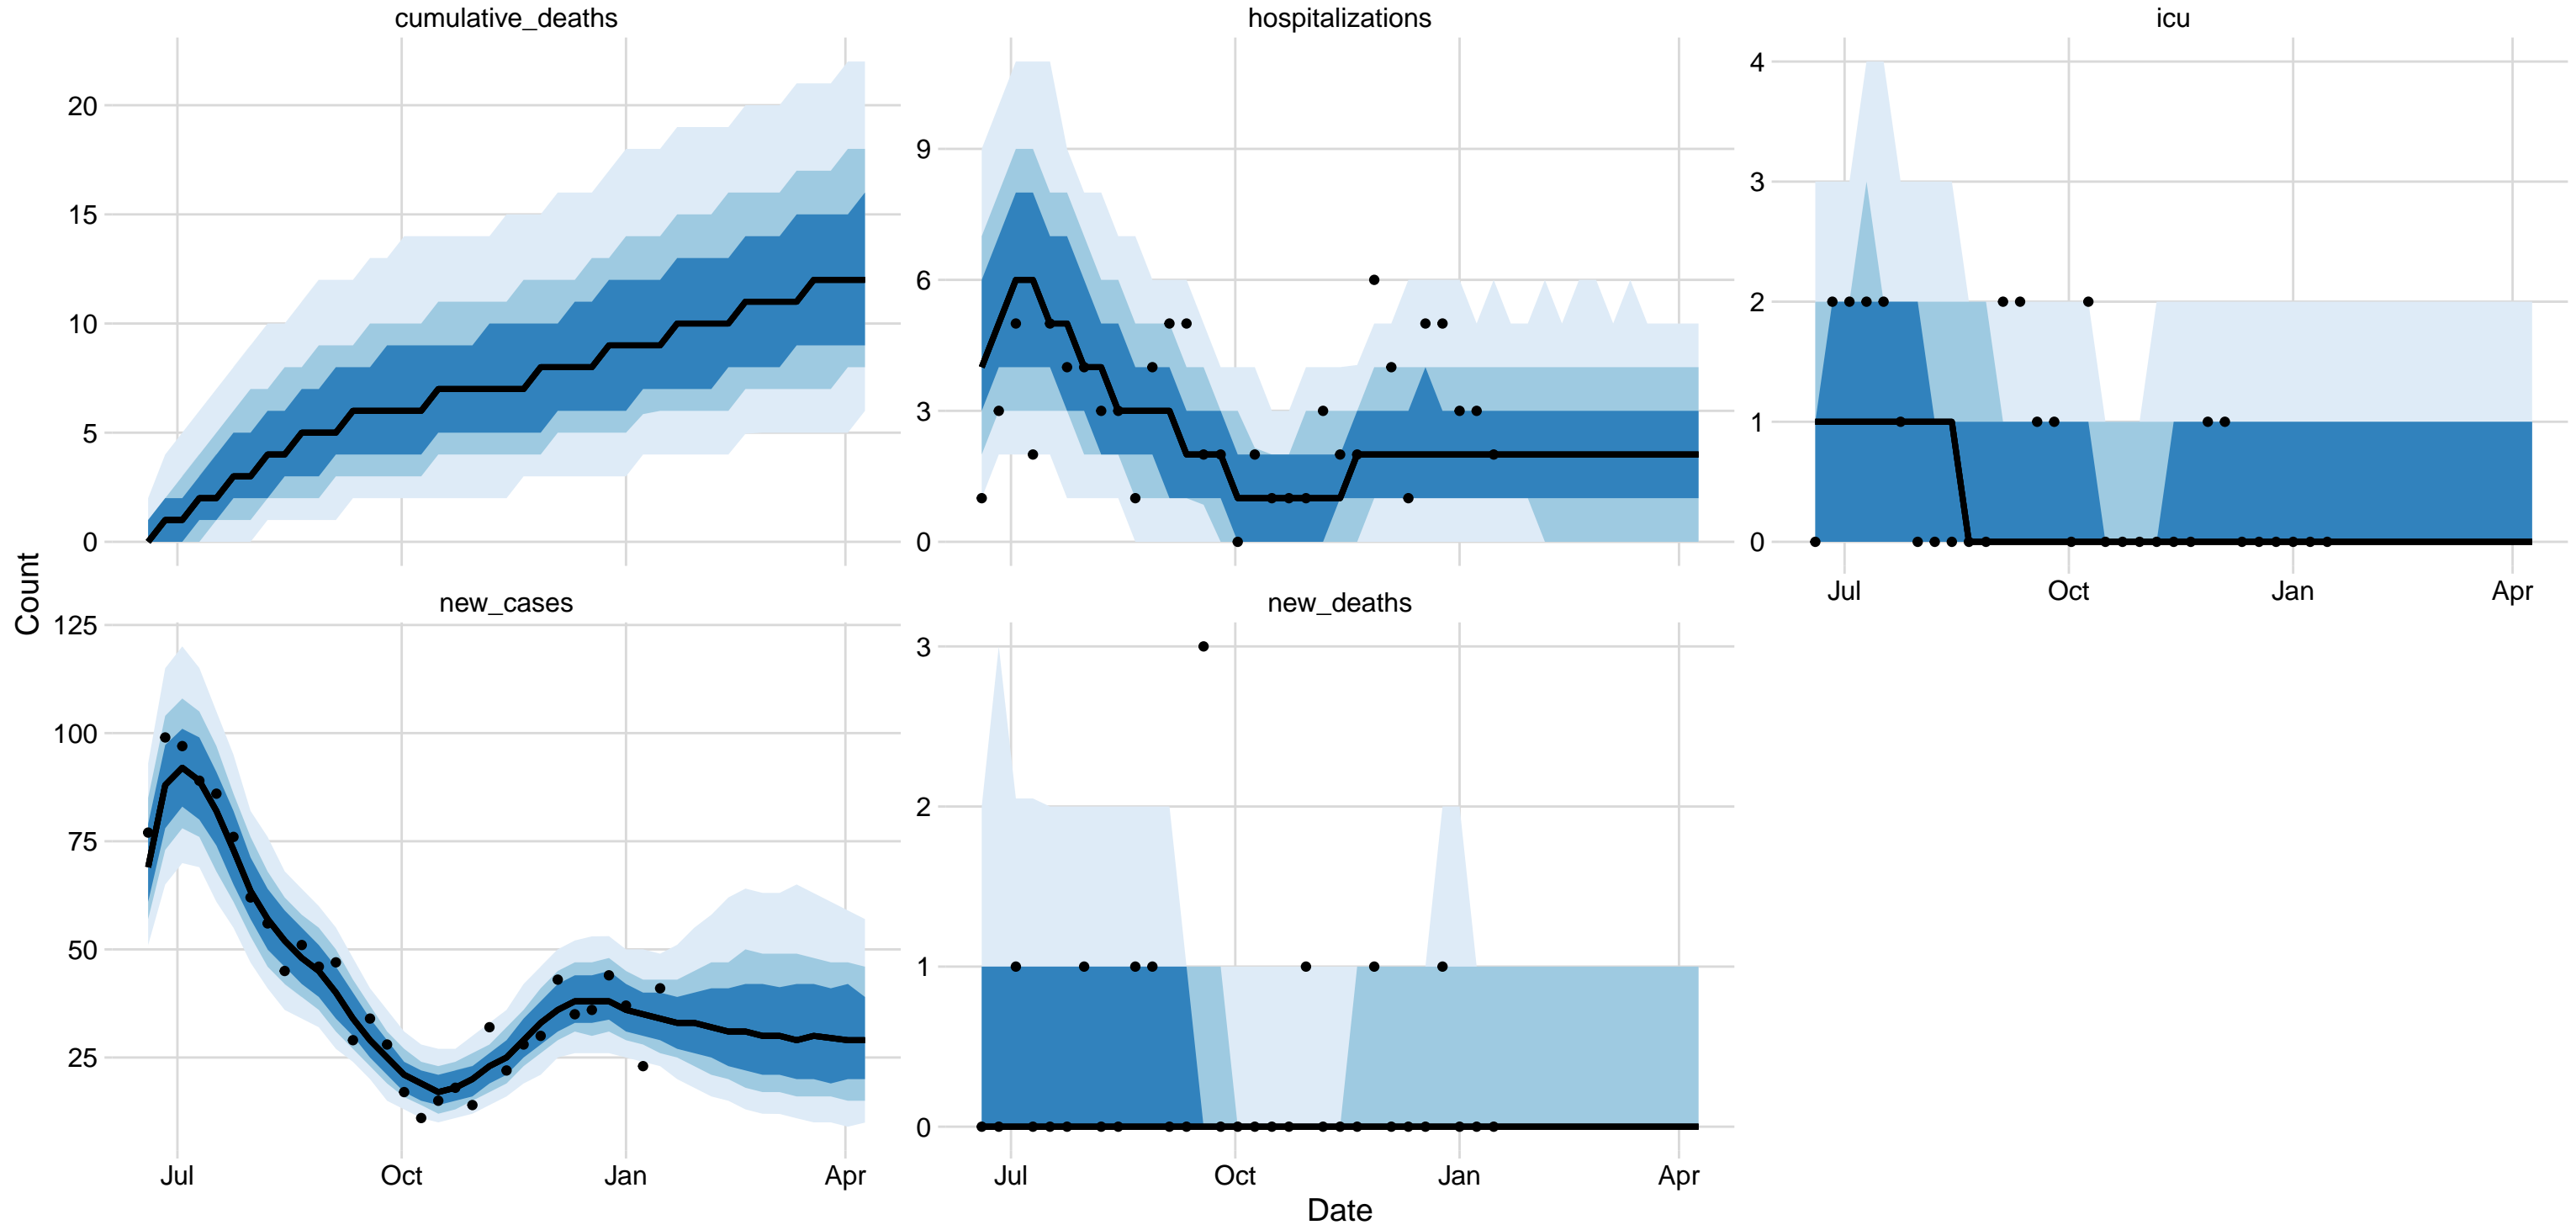 cumulative_deaths
hospitalizations
icu
20
15
10
5
0
9
6
3
0
4
3
2
1
0
Jul
Oct
Jan
Apr
Count
new_cases
new_deaths
125
100
75
50
25
3
2
1
0
Jul
Oct
Jan
Apr
Jul
Oct
Jan
Apr
Date